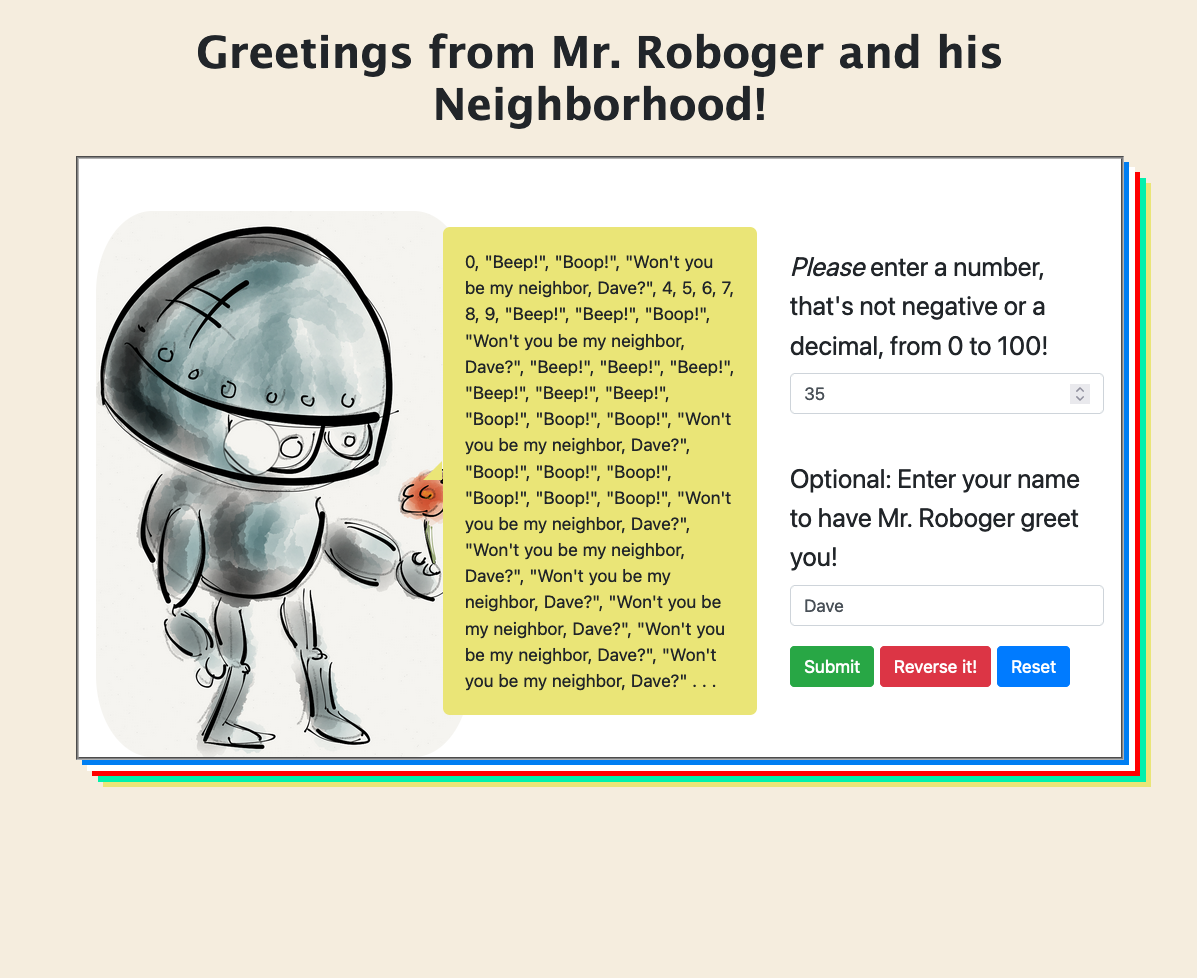 Greetings from Mr. Roboger and his
Neighborhood!
0, "Beep!", "Boop!", "Won't you
be my neighbor, Dave?", 4, 5, 6, 7,
8, 9, "Beep!", "Beep!", "Boop!",
"Won't you be my neighbor,
Dave?", "Beep!", "Beep!", "Beep!",
"Beep!", "Beep!", "Beep!",
"Boop!", "Boop!", "Boop!", "Won't
you be my neighbor, Dave?",
"Boop!", "Boop!", "Boop!",
"Boop!", "Boop!", "Boop!", "Won't
you be my neighbor, Dave?",
"Won't you be my neighbor,
Dave?", "Won't you be my
neighbor, Dave?", "Won't you be
my neighbor, Dave?", "Won't you
be my neighbor, Dave?", "Won't
you be my neighbor, Dave?" . . .
Please enter a number,
that's not negative or a
decimal, from 0 to 100!
35
Optional: Enter your name
to have Mr. Roboger greet
you!
Dave
Submit Reverse it! Reset